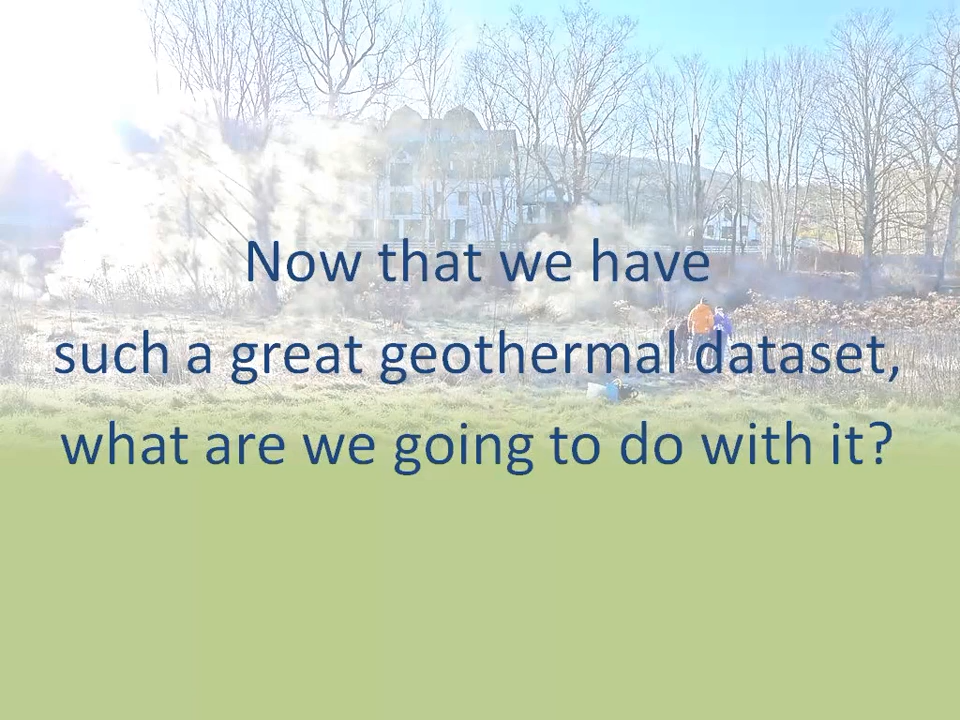 Now that we have
such a great geothermal dataset,
what are we going to do with it?